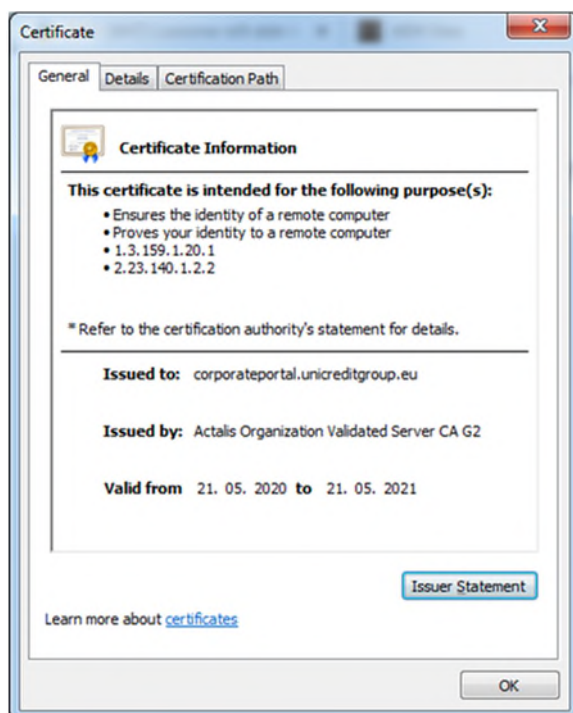 Certificate
General Details Certification Path
Certificate Information
This certificate is intended for the following purpose(s):
• Ensures the identity of a remote computer
• Proves your identity to a remote computer
• 1.3.159.1.20.1
• 2.23.140.1.2.2
* Refer to the certification authority's statement for details.
Issued to: corporateportal.unicreditgroup.eu
Issued by: Actalis Organization Validated Server CA G2
Valid from 21. 05. 2020 to 21. 05. 2021
Issuer Statement
Learn more about certificates
OK